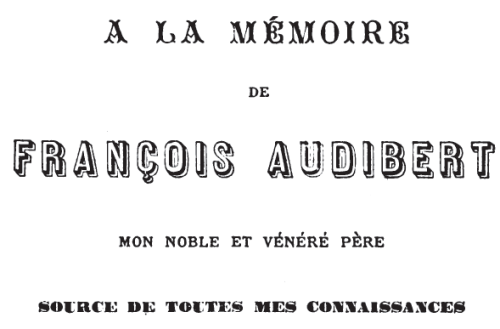 A LA MÉMOIRE
DE
FRANÇOIS AUDIBERT
MON NOBLE ET VÉNÉRÉ PÈRE
SOURCE DE TOUTES MES CONNAISSANCES